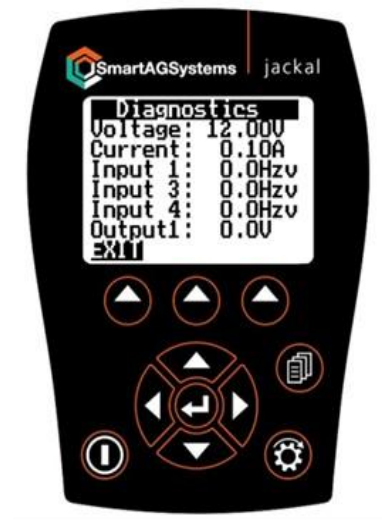 SmartAGSystems jackal
Diagnostics
Voltage: 12.00V
Current: 0.10A
Input 1: 0.0Hzv
Input 3: 0.0Hzv
Input 4: 0.0Hzv
Output1: 0.0V
EXIT